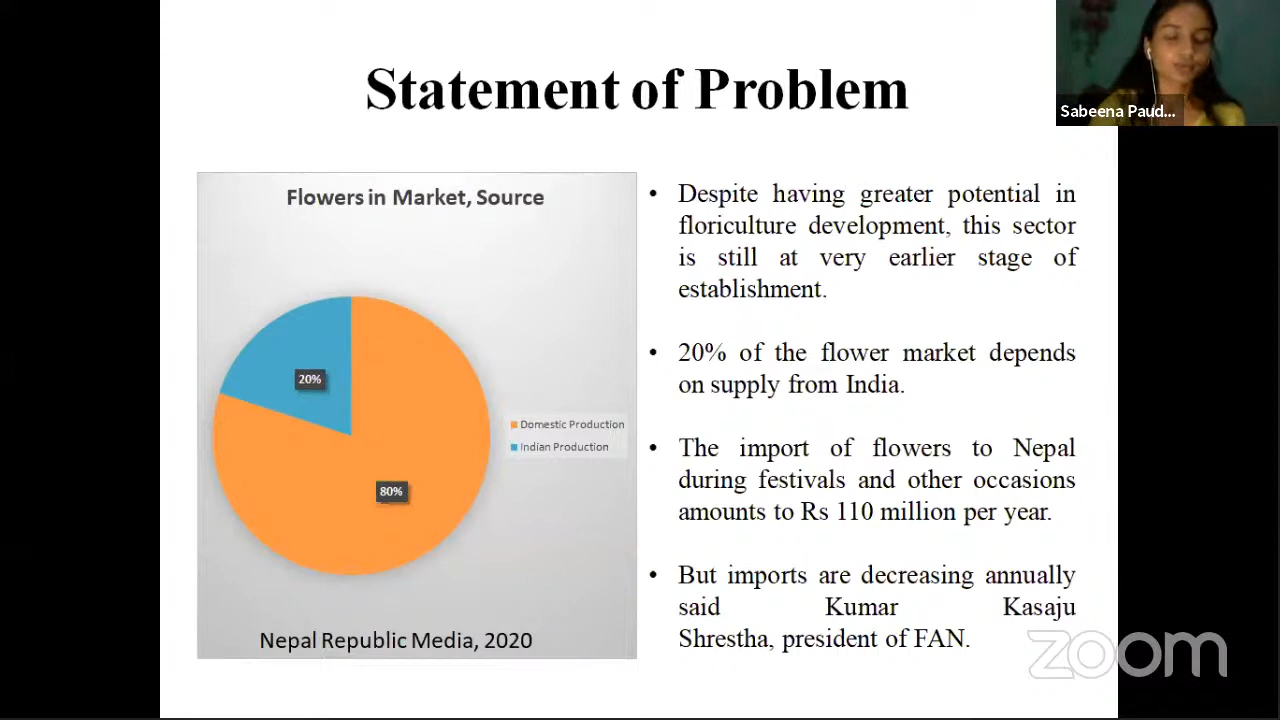 Statement of Problem
Sabeena Paud...
Flowers in Market, Source
20%
80%
Domestic Production
Indian Production
Nepal Republic Media, 2020
• Despite having greater potential in
floriculture development, this sector
is still at very earlier stage of
establishment.
• 20% of the flower market depends
on supply from India.
• The import of flowers to Nepal
during festivals and other occasions
amounts to Rs 110 million per year.
• But imports are decreasing annually
said Kumar Kasaju
Shrestha, president of FAN.
zoom